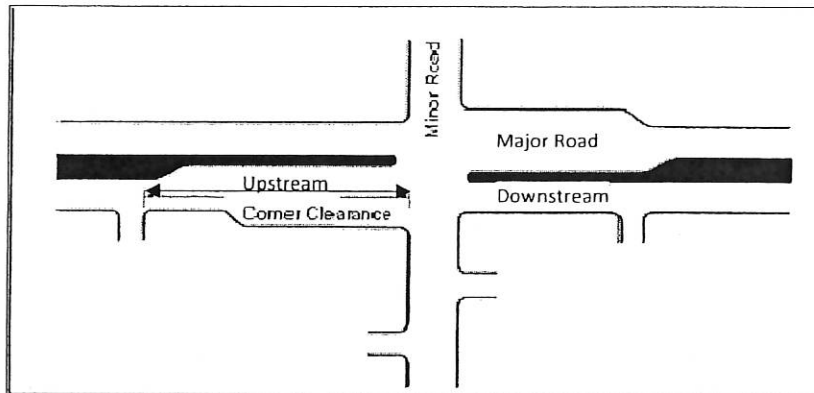 Minor Road
Major Road
Upstream
Downstream
Corner Clearance